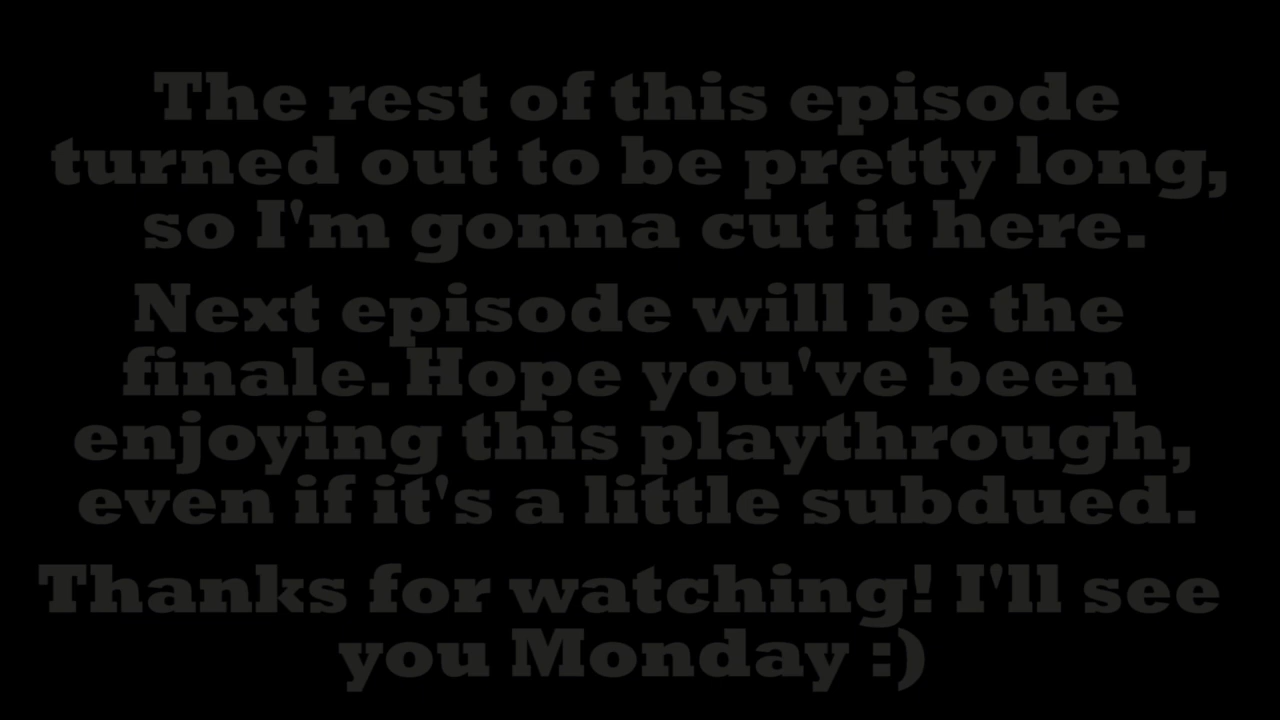 The rest of this episode
turned out to be pretty long,
so I'm gonna cut it here.
Next episode will be the
finale. Hope you've been
enjoying this playthrough,
even if it's a little subdued.
Thanks for watching! I'll see
you Monday :)